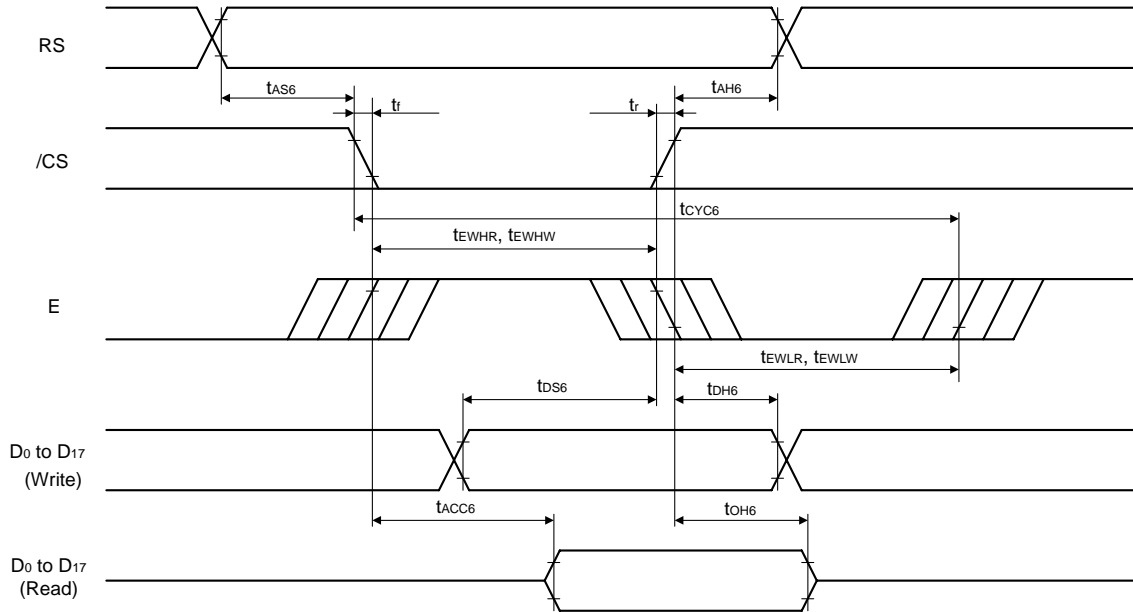 RS
tAS6
tf
tr
tAH6
/CS
tCYC6
tEWHR, tEWHW
E
tEWLR, tEWLW
tDS6
tDH6
D0 to D17
(Write)
tACC6
tOH6
D0 to D17
(Read)